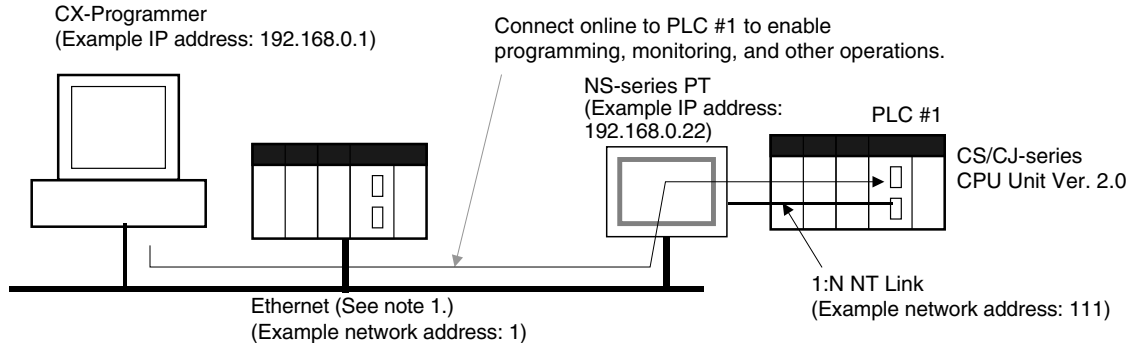 CX-Programmer
(Example IP address: 192.168.0.1)
Connect online to PLC #1 to enable
programming, monitoring, and other operations.
NS-series PT
(Example IP address:
192.168.0.22)
PLC #1
CS/CJ-series
CPU Unit Ver. 2.0
1:N NT Link
(Example network address: 111)
Ethernet (See note 1.)
(Example network address: 1)